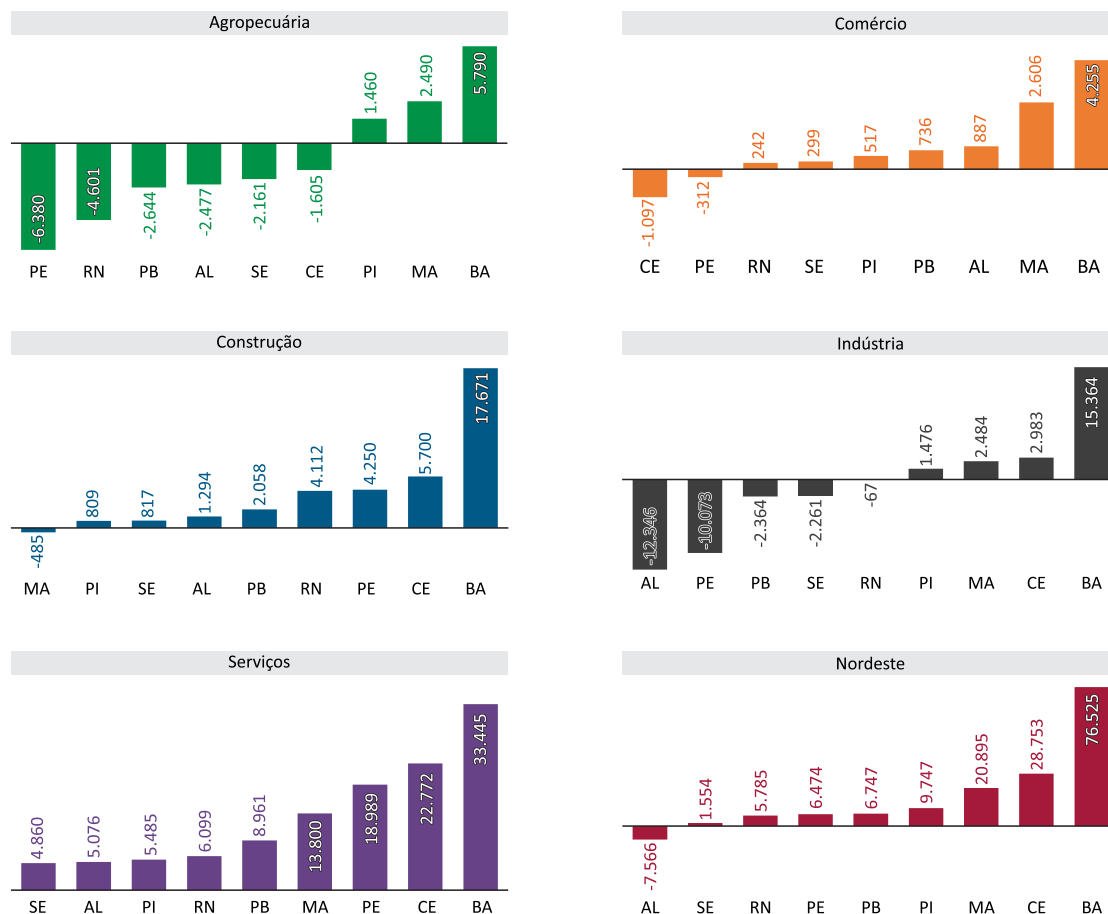 Agropecuária
-6.380 -4.601 -2.644 -2.477 -2.161 -1.605 1.460 2.490 5.790
PE RN PB AL SE CE PI MA BA
Comércio
-1.097 -312 242 299 517 736 887 2.606 4.255
CE PE RN SE PI PB AL MA BA
Construção
-485 809 817 1.294 2.058 4.112 4.250 5.700 17.671
MA PI SE AL PB RN PE CE BA
Indústria
-12.346 -10.073 -2.364 -2.261 -67 1.476 2.484 2.983 15.364
AL PE PB SE RN PI MA CE BA
Serviços
4.860 5.076 5.485 6.099 8.961 13.800 18.989 22.772 33.445
SE AL PI RN PB MA PE CE BA
Nordeste
-7.566 1.554 5.785 6.474 6.747 9.747 20.895 28.753 76.525
AL SE RN PE PB PI MA CE BA